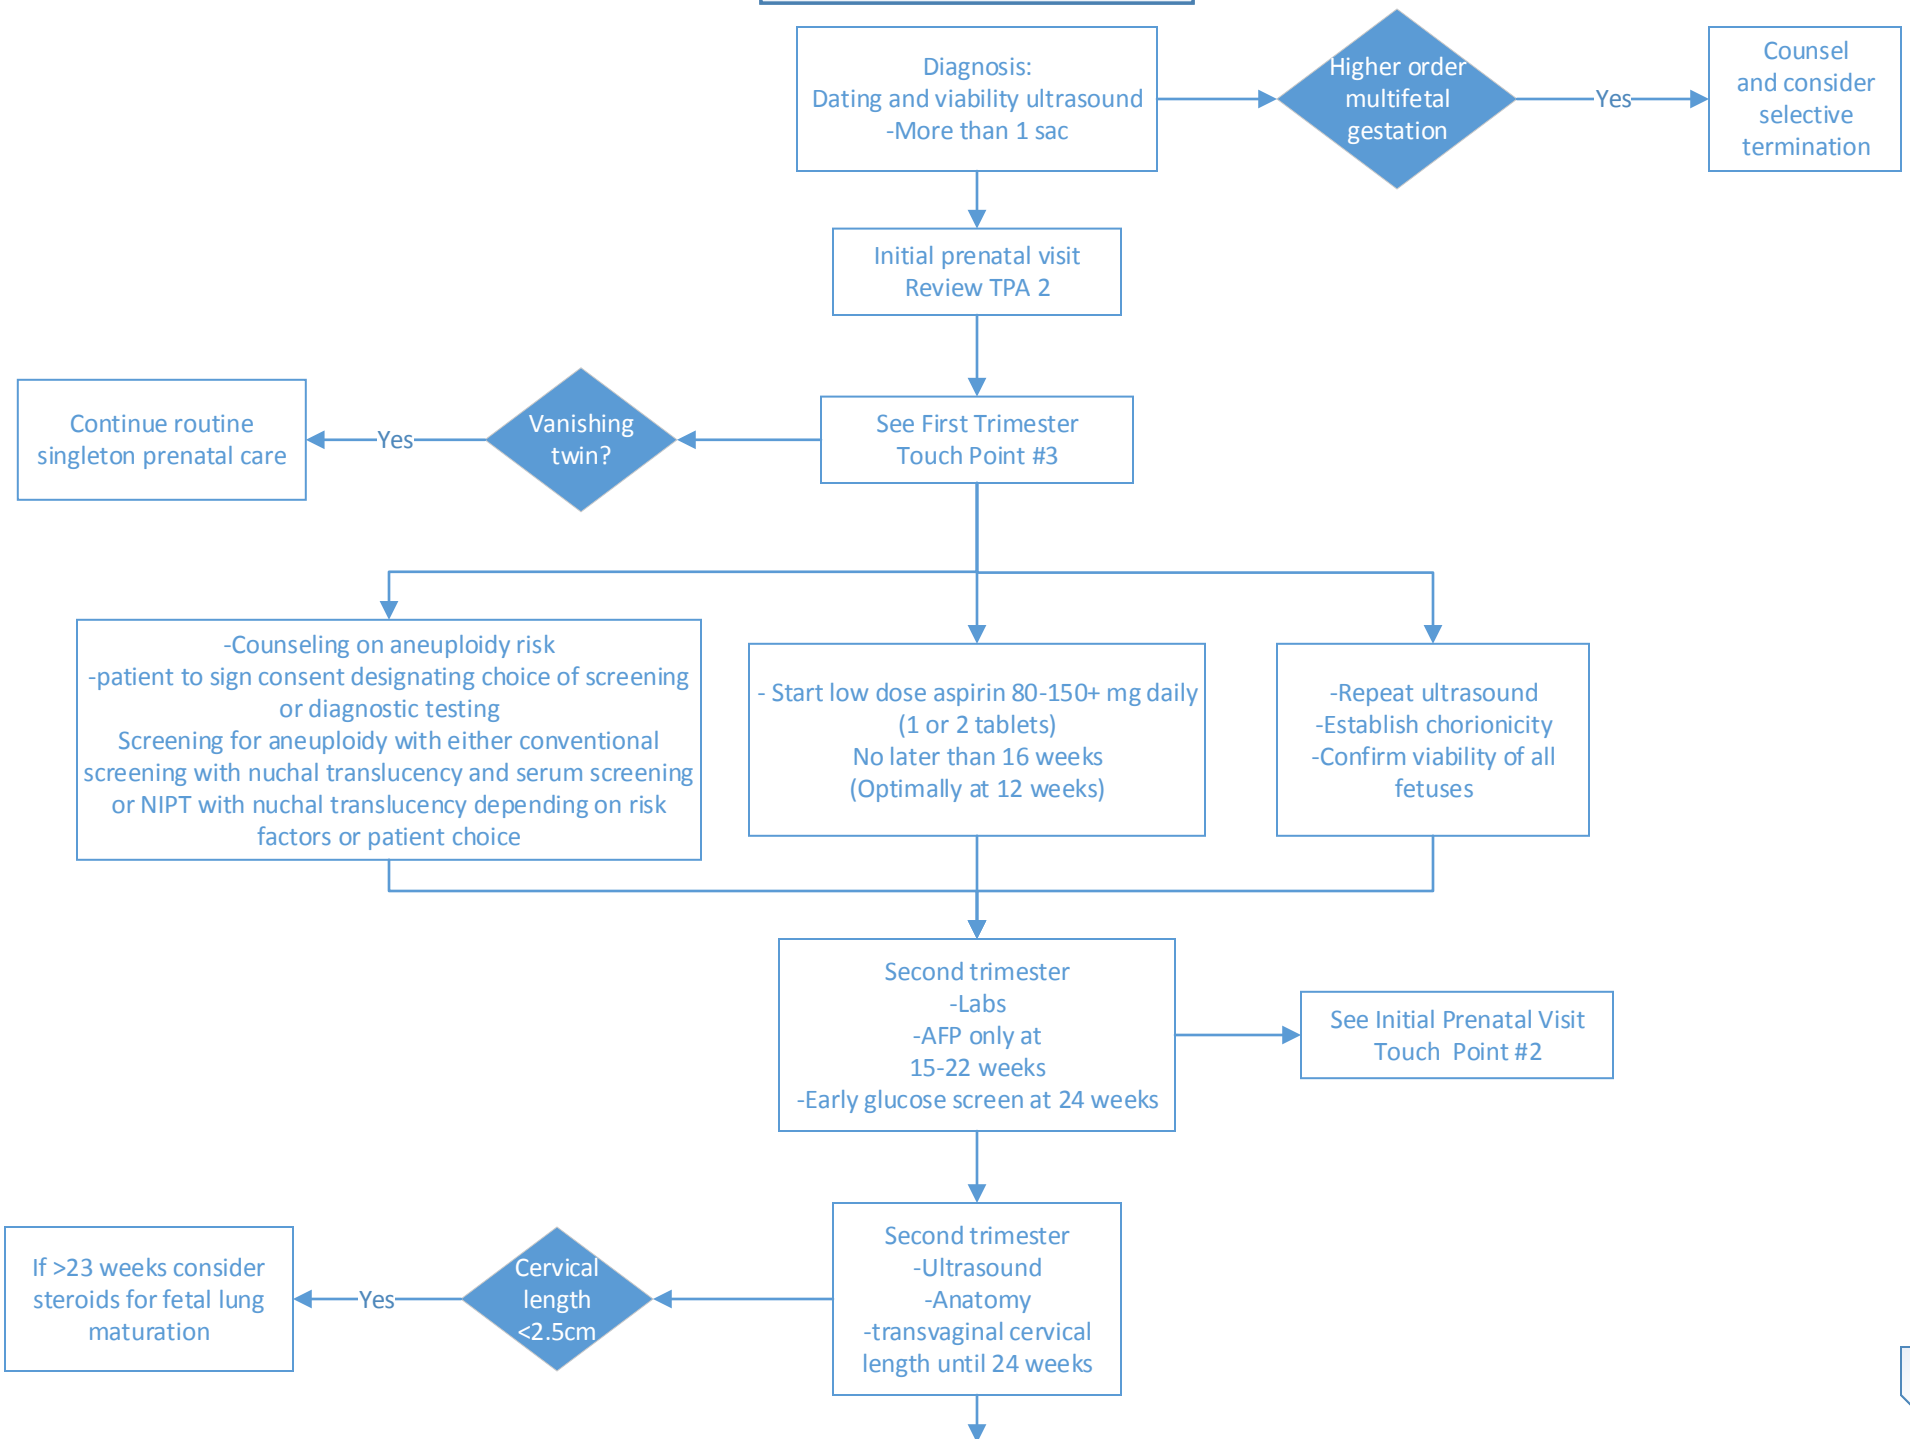 Diagnosis:
Dating and viability ultrasound
-More than 1 sac
Higher order
multifetal
gestation
Yes
Counsel
and consider
selective
termination
Initial prenatal visit
Review TPA 2
Continue routine
singleton prenatal care
Yes
Vanishing
twin?
See First Trimester
Touch Point #3
-Counseling on aneuploidy risk
-patient to sign consent designating choice of screening
or diagnostic testing
Screening for aneuploidy with either conventional
screening with nuchal translucency and serum screening
or NIPT with nuchal translucency depending on risk
factors or patient choice
- Start low dose aspirin 80-150+ mg daily
(1 or 2 tablets)
No later than 16 weeks
(Optimally at 12 weeks)
-Repeat ultrasound
-Establish chorionicity
-Confirm viability of all
fetuses
Second trimester
-Labs
-AFP only at
15-22 weeks
-Early glucose screen at 24 weeks
See Initial Prenatal Visit
Touch Point #2
If >23 weeks consider
steroids for fetal lung
maturation
Yes
Cervical
length
<2.5cm
Second trimester
-Ultrasound
-Anatomy
-transvaginal cervical
length until 24 weeks